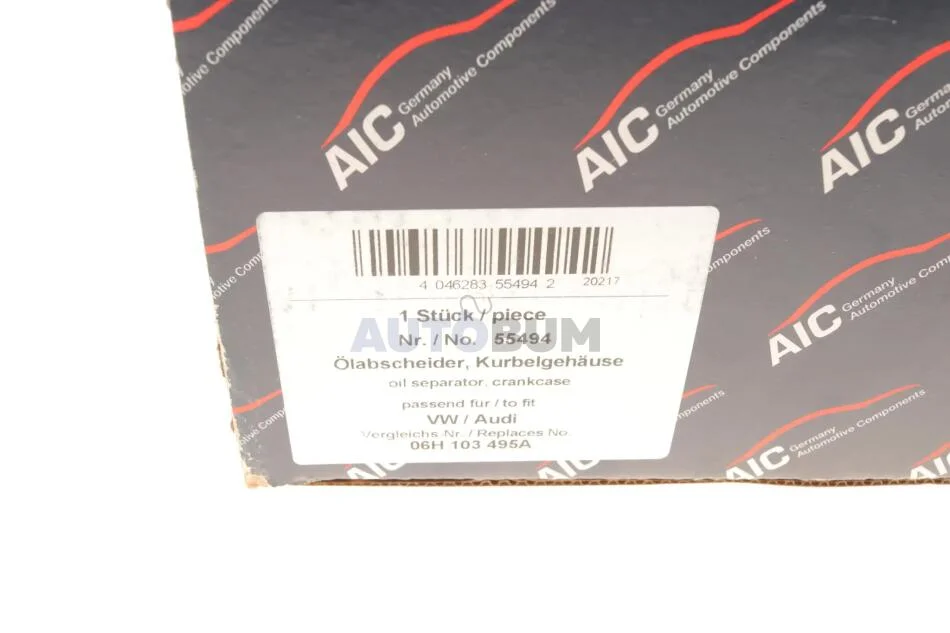 AIC Germany
Automotive Components
AIC Germany
Automotive Components
AIC Germany
Automotive Components
Automotive Components
4 046283 55494 2
20217
1 Stück / piece
Nr. / No. 55494
Ölabscheider, Kurbelgehäuse
oil separator, crankcase
passend für / to fit
VW / Audi
Vergleichs-Nr. / Replaces No.
06H 103 495A
AUTOBUM
AIC Germany
Automotive Components